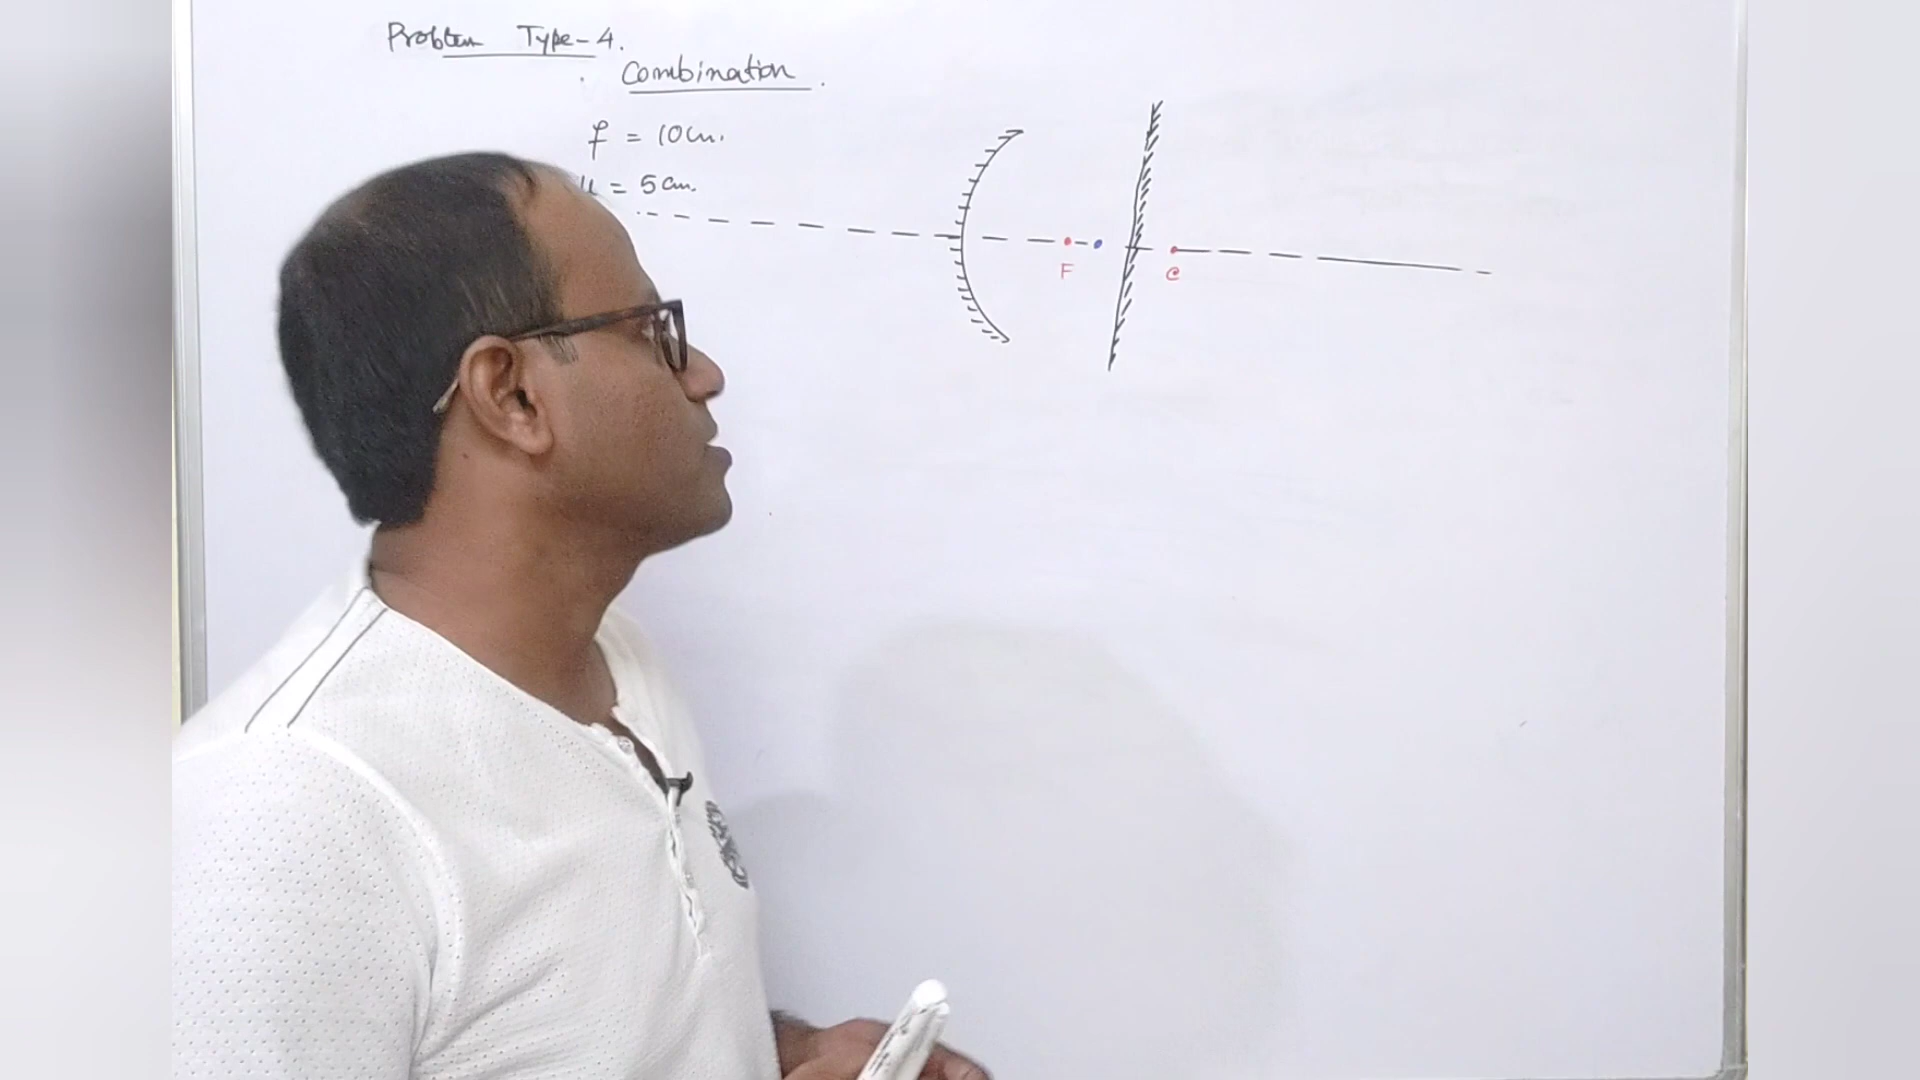 Problem Type-4.
Combination.
f = 10cm.
u = 5cm.
F
C